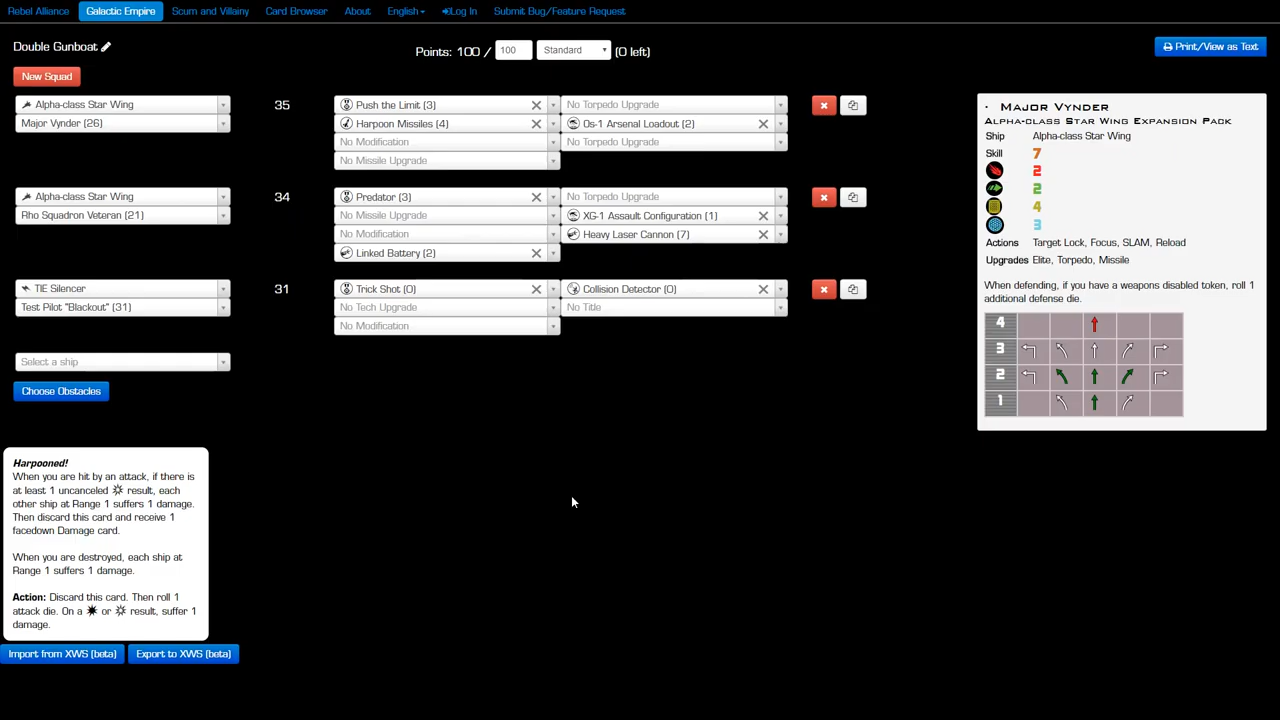 Rebel Alliance
Galactic Empire
Scum and Villainy
Card Browser
About
English
Log In
Submit Bug/Feature Request
Double Gunboat
Points: 100 / 100 Standard (0 left)
Print/View as Text
New Squad
Alpha-class Star Wing
Major Vynder (26)
35
Push the Limit (3)
No Torpedo Upgrade
Harpoon Missiles (4)
Os-1 Arsenal Loadout (2)
No Modification
No Torpedo Upgrade
No Missile Upgrade
Alpha-class Star Wing
Rho Squadron Veteran (21)
34
Predator (3)
No Torpedo Upgrade
No Missile Upgrade
XG-1 Assault Configuration (1)
No Modification
Heavy Laser Cannon (7)
Linked Battery (2)
TIE Silencer
Test Pilot "Blackout" (31)
31
Trick Shot (0)
Collision Detector (0)
No Tech Upgrade
No Title
No Modification
Select a ship
Choose Obstacles
Harpooned!
When you are hit by an attack, if there is
at least 1 uncanceled result, each
other ship at Range 1 suffers 1 damage.
Then discard this card and receive 1
facedown Damage card.
When you are destroyed, each ship at
Range 1 suffers 1 damage.
Action: Discard this card. Then roll 1
attack die. On a or result, suffer 1
damage.
Import from XWS (beta)
Export to XWS (beta)
· Major Vynder
Alpha-class Star Wing Expansion Pack
Ship Alpha-class Star Wing
Skill 7
2
2
4
3
Actions Target Lock, Focus, SLAM, Reload
Upgrades Elite, Torpedo, Missile
When defending, if you have a weapons disabled token, roll 1
additional defense die.
4
3
2
1